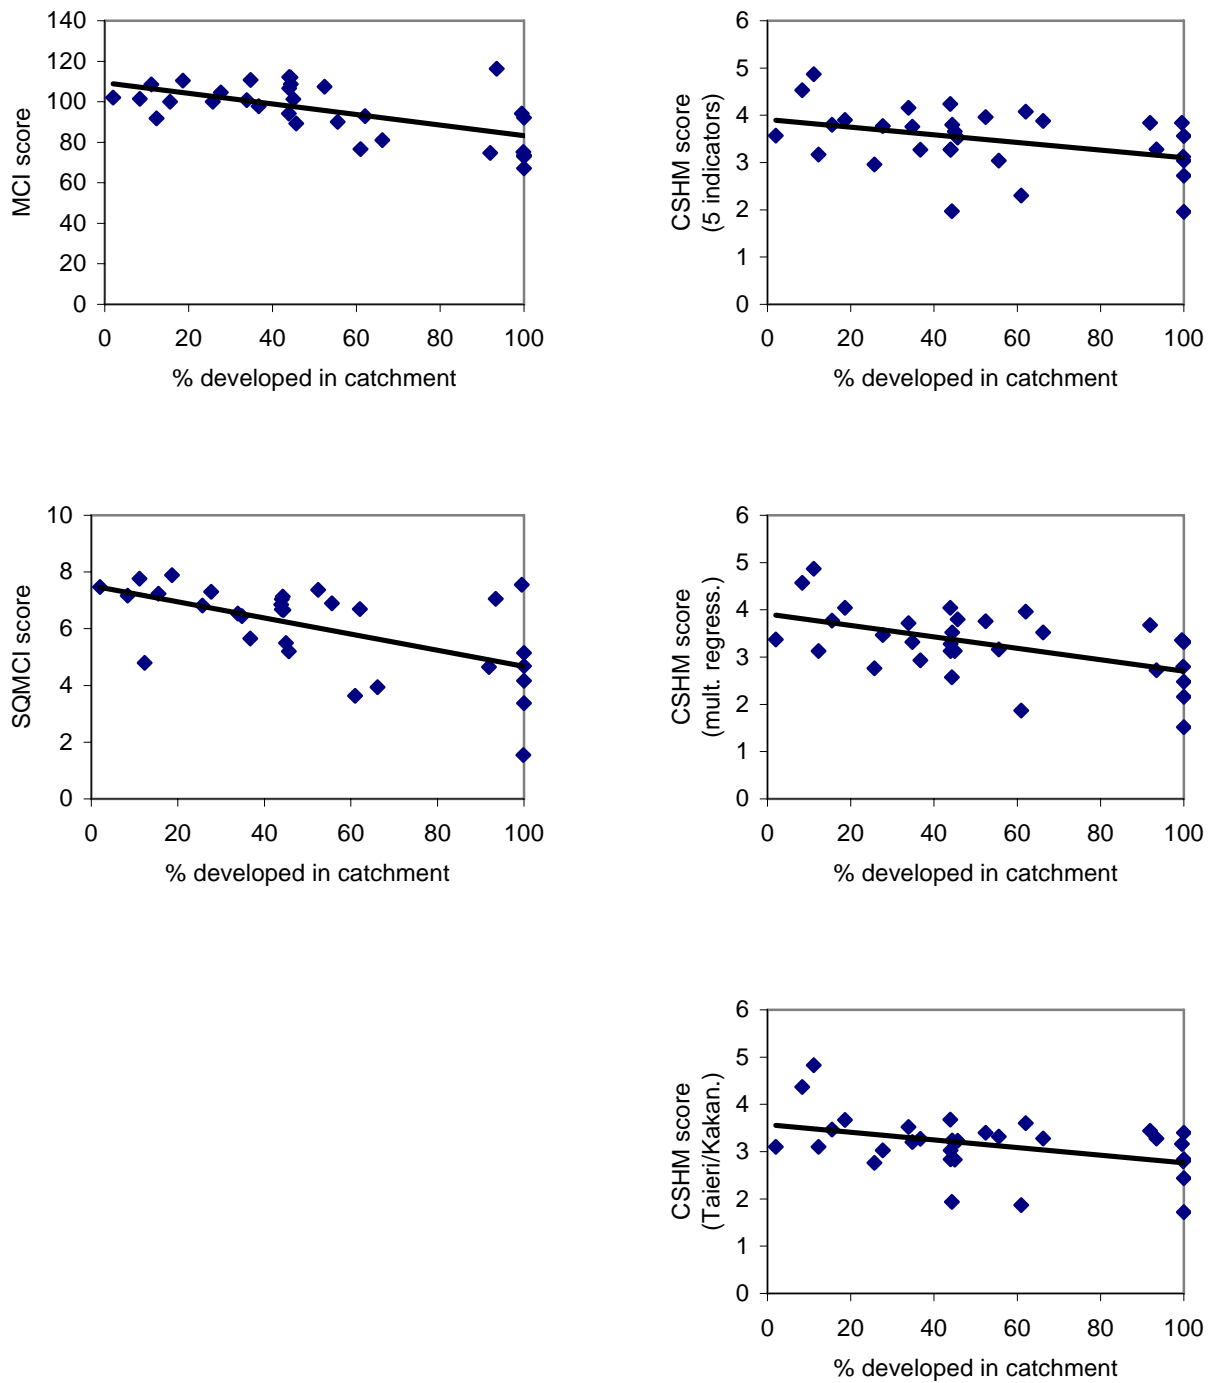 140
120
100
80
60
40
20
0
MCI score
0 20 40 60 80 100
% developed in catchment
6
5
4
3
2
1
0
CSHM score
(5 indicators)
0 20 40 60 80 100
% developed in catchment
10
8
6
4
2
0
SQMCI score
0 20 40 60 80 100
% developed in catchment
6
5
4
3
2
1
0
CSHM score
(mult. regress.)
0 20 40 60 80 100
% developed in catchment
6
5
4
3
2
1
0
CSHM score
(Taieri/Kakan.)
0 20 40 60 80 100
% developed in catchment